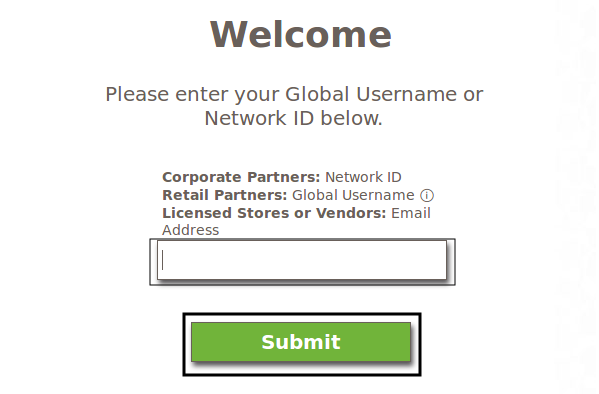 Welcome
Please enter your Global Username or
Network ID below.
Corporate Partners: Network ID
Retail Partners: Global Username ⓘ
Licensed Stores or Vendors: Email
Address
Submit